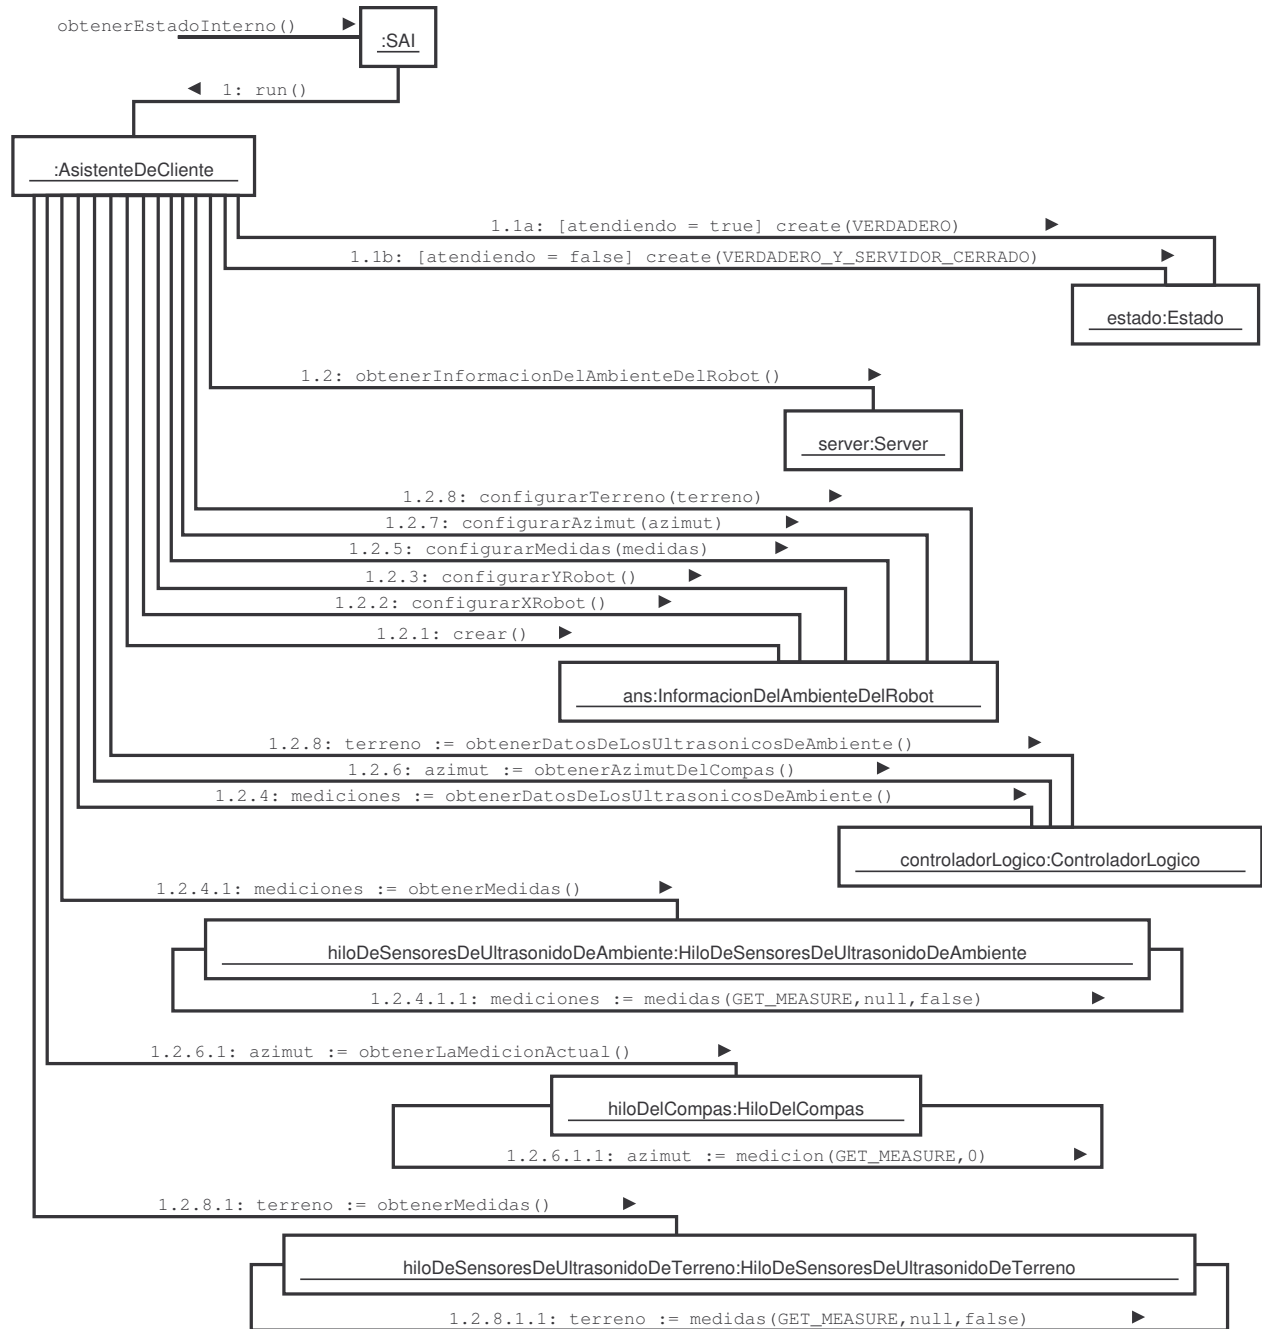 obtenerEstadoInterno()
:SAI
1: run()
:AsistenteDeCliente
1.1a: [atendiendo = true] create(VERDADERO)
1.1b: [atendiendo = false] create(VERDADERO_Y_SERVIDOR_CERRADO)
estado:Estado
1.2: obtenerInformacionDelAmbienteDelRobot()
server:Server
1.2.8: configurarTerreno(terreno)
1.2.7: configurarAzimut(azimut)
1.2.5: configurarMedidas(medidas)
1.2.3: configurarYRobot()
1.2.2: configurarXRobot()
1.2.1: crear()
ans:InformacionDelAmbienteDelRobot
1.2.8: terreno := obtenerDatosDeLosUltrasonicosDeAmbiente()
1.2.6: azimut := obtenerAzimutDelCompas()
1.2.4: mediciones := obtenerDatosDeLosUltrasonicosDeAmbiente()
controladorLogico:ControladorLogico
1.2.4.1: mediciones := obtenerMedidas()
hiloDeSensoresDeUltrasonidoDeAmbiente:HiloDeSensoresDeUltrasonidoDeAmbiente
1.2.4.1.1: mediciones := medidas(GET_MEASURE,null,false)
1.2.6.1: azimut := obtenerLaMedicionActual()
hiloDelCompas:HiloDelCompas
1.2.6.1.1: azimut := medicion(GET_MEASURE,0)
1.2.8.1: terreno := obtenerMedidas()
hiloDeSensoresDeUltrasonidoDeTerreno:HiloDeSensoresDeUltrasonidoDeTerreno
1.2.8.1.1: terreno := medidas(GET_MEASURE,null,false)